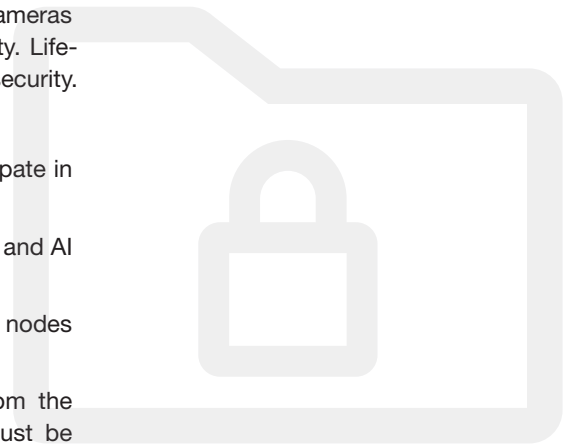 ameras
ty. Life-
ecurity.
pate in
and AI
nodes
om the
ust be